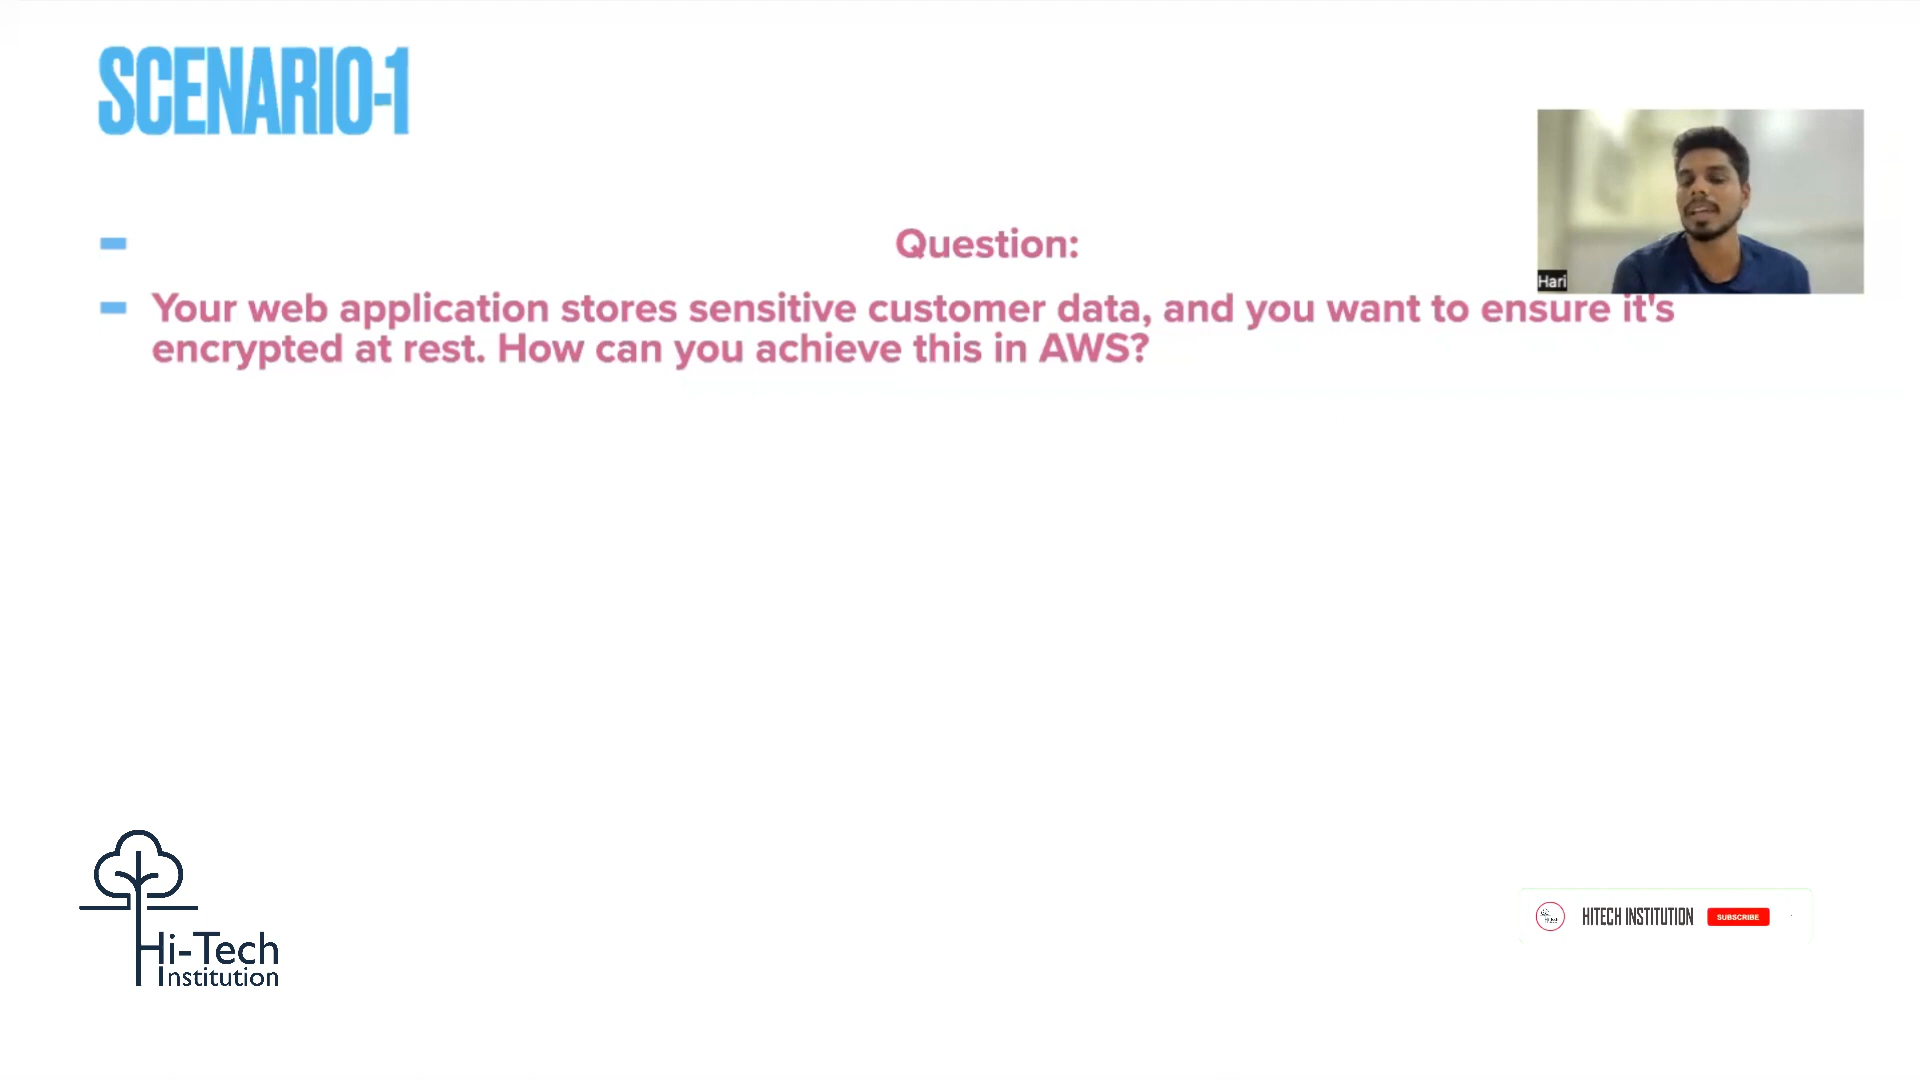 SCENARIO-1
Question:
Your web application stores sensitive customer data, and you want to ensure it's
encrypted at rest. How can you achieve this in AWS?
Hari
Hi-Tech
Institution
HITECH INSTITUTION
SUBSCRIBE